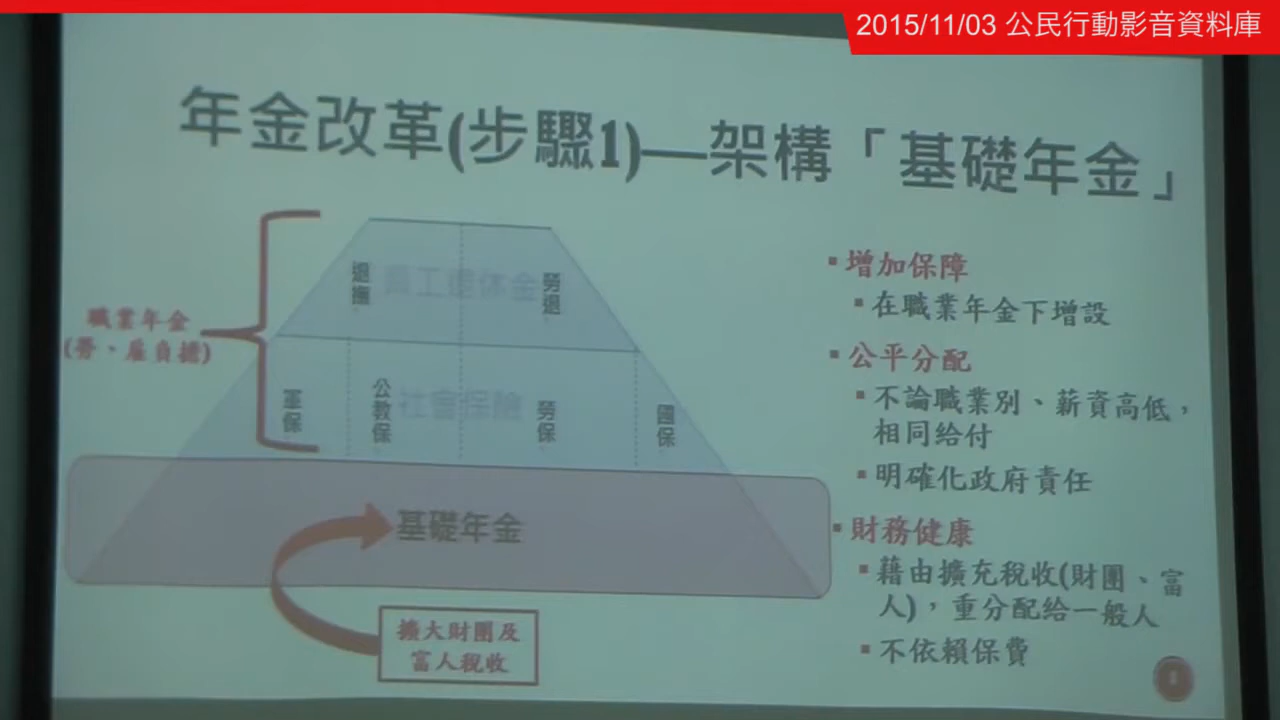 2015/11/03 公民行動影音資料庫
年金改革(步驟1)—架構「基礎年金」
職業年金
(勞、雇負擔)
退撫
員工退休金
勞退
軍保
公教保
社會保險
勞保
國保
基礎年金
擴大財團及
富人稅收
▪增加保障
▪在職業年金下增設
▪公平分配
▪不論職業別、薪資高低,
相同給付
▪明確化政府責任
▪財務健康
▪藉由擴充稅收(財團、富
人),重分配給一般人
▪不依賴保費